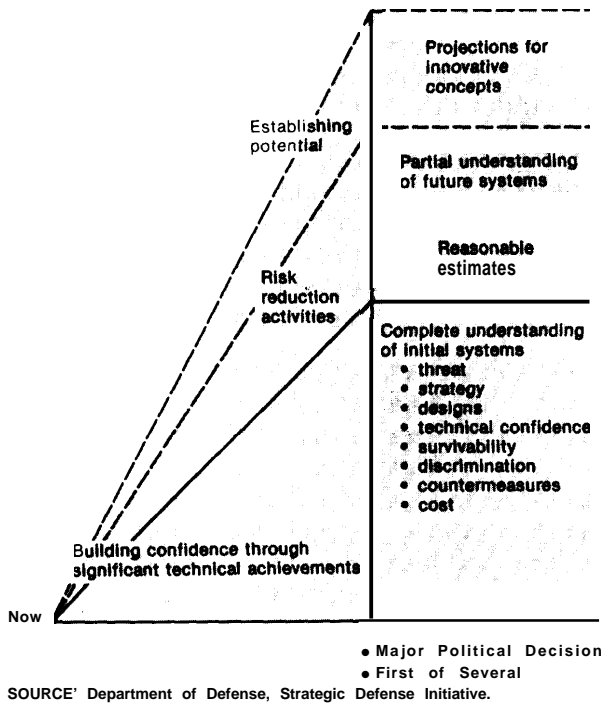 Projections for
innovative
concepts
Establishing
potential
Partial understanding
of future systems
Reasonable
estimates
Risk
reduction
activities
Complete understanding
of initial systems
• threat
• strategy
• designs
• technical confidence
• survivability
• discrimination
• countermeasures
• cost
Building confidence through
significant technical achievements
Now
• Major Political Decision
• First of Several
SOURCE' Department of Defense, Strategic Defense Initiative.